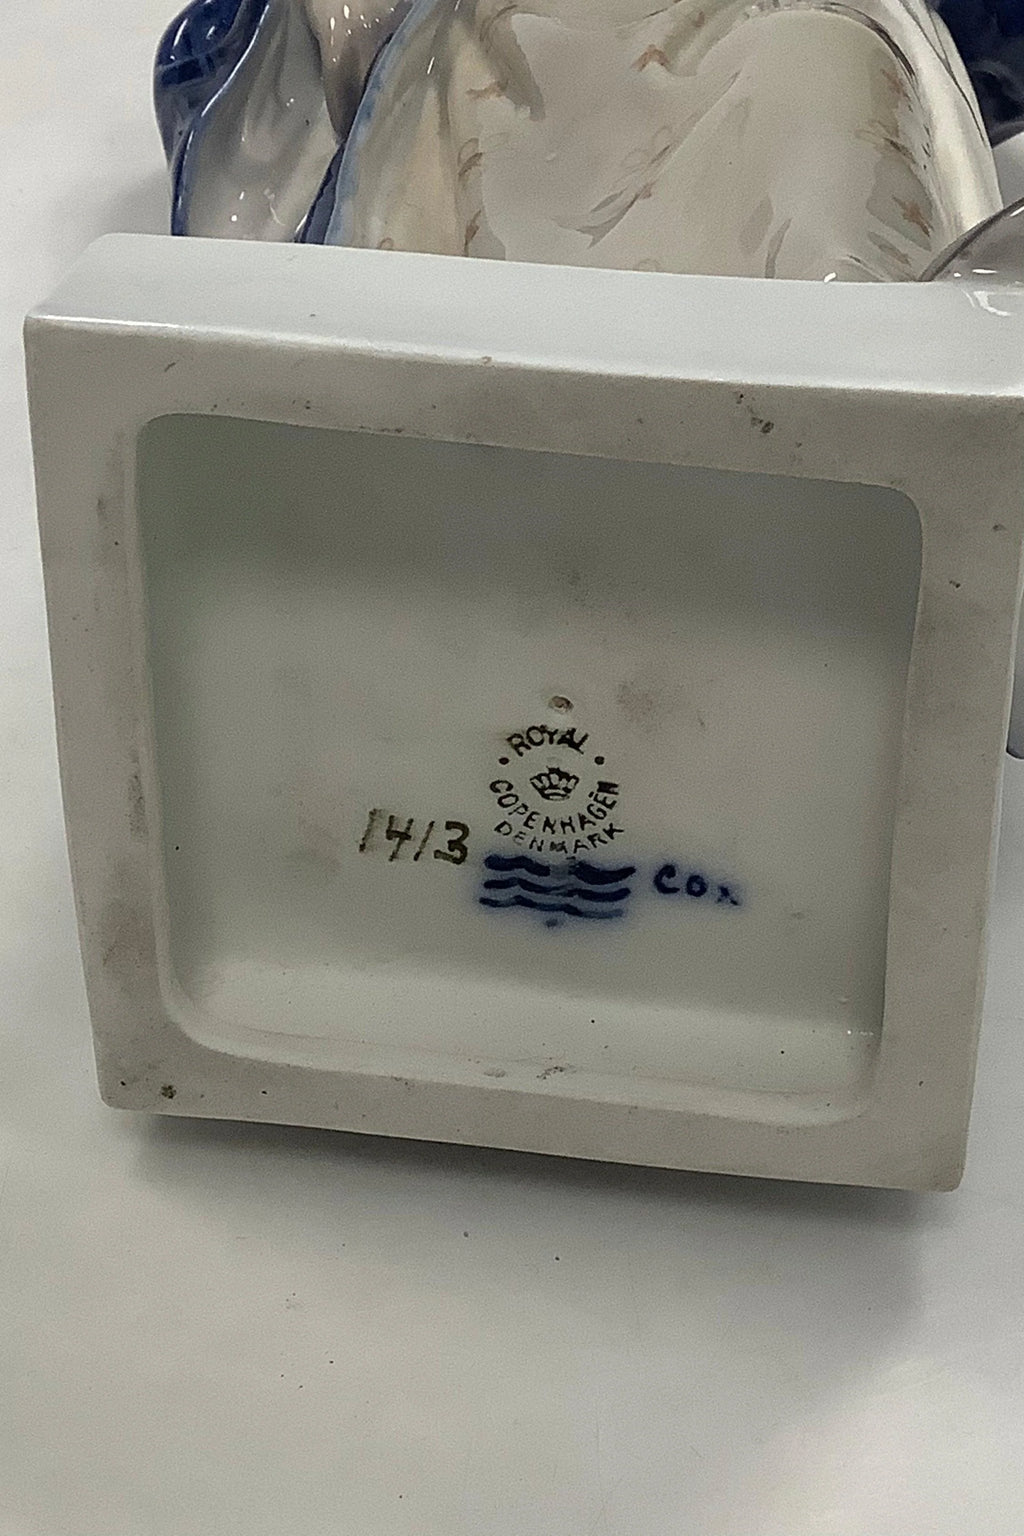 ROYAL
COPENHAGEN
DENMARK
1413
COX